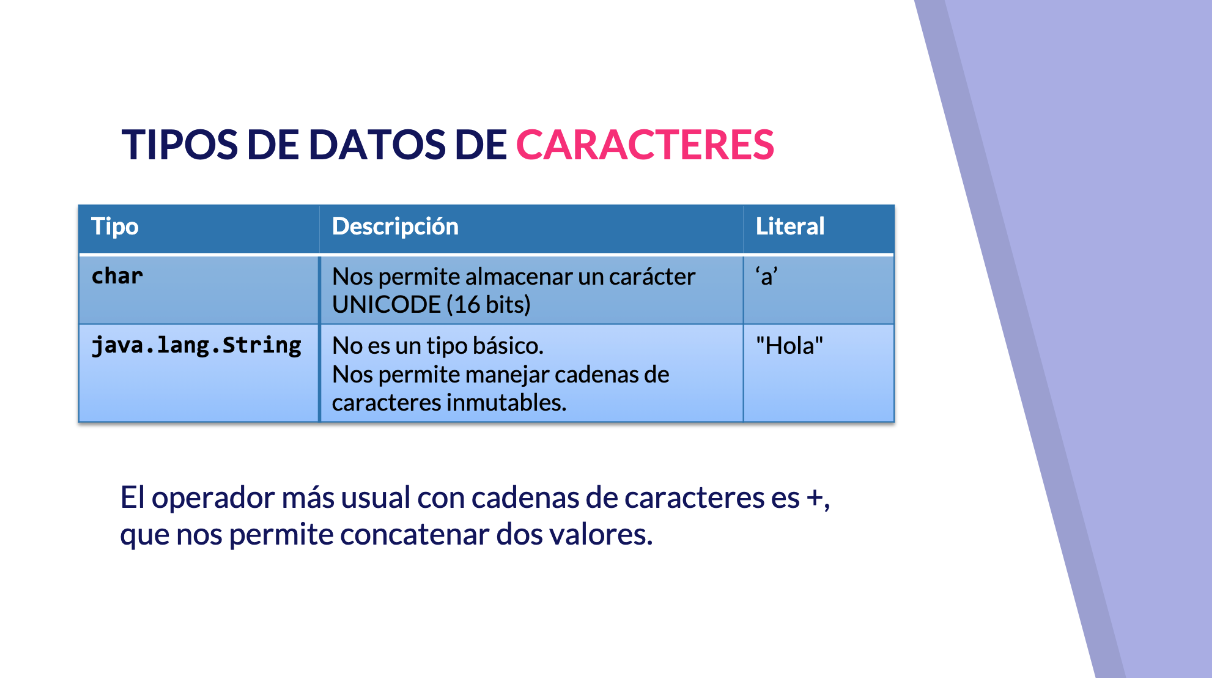 TIPOS DE DATOS DE CARACTERES
Tipo Descripción Literal
char Nos permite almacenar un carácter ‘a’
UNICODE (16 bits)
java.lang.String No es un tipo básico. "Hola"
Nos permite manejar cadenas de
caracteres inmutables.
El operador más usual con cadenas de caracteres es +,
que nos permite concatenar dos valores.